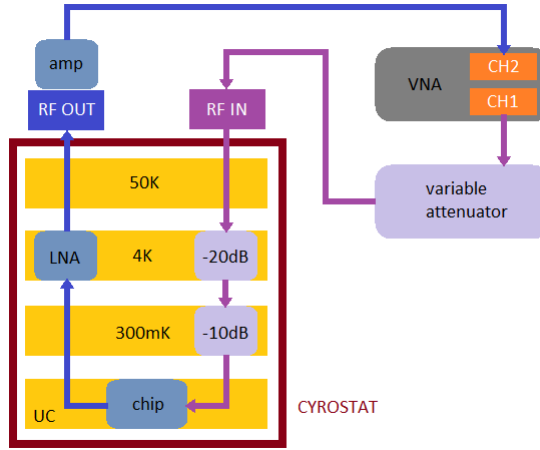 amp
CH2
VNA
CH1
RF OUT
RF IN
50K
variable
attenuator
LNA
4K
-20dB
300mK
-10dB
chip
UC
CYROSTAT